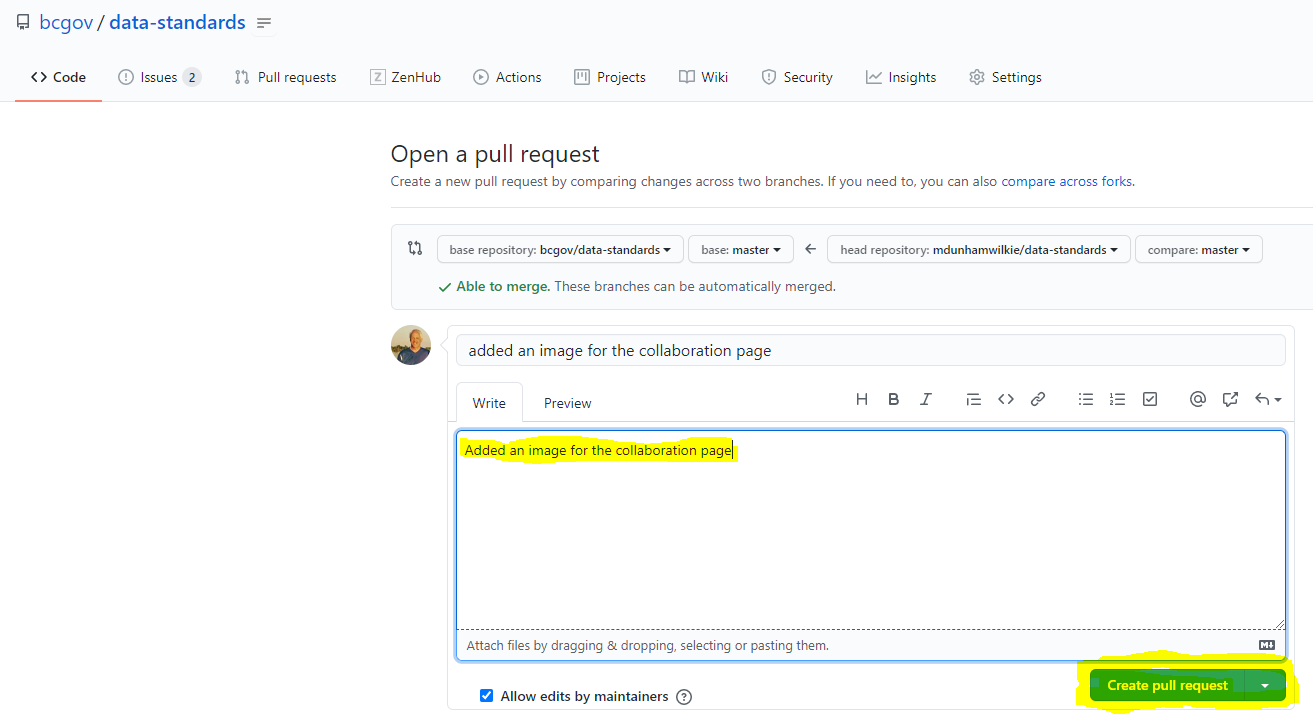 bcgov / data-standards
Code Issues 2 Pull requests ZenHub Actions Projects Wiki Security Insights Settings
Open a pull request
Create a new pull request by comparing changes across two branches. If you need to, you can also compare across forks.
base repository: bcgov/data-standards base: master head repository: mdunhamwilkie/data-standards compare: master
Able to merge. These branches can be automatically merged.
added an image for the collaboration page
Write Preview
Added an image for the collaboration page
Attach files by dragging & dropping, selecting or pasting them.
Allow edits by maintainers
Create pull request